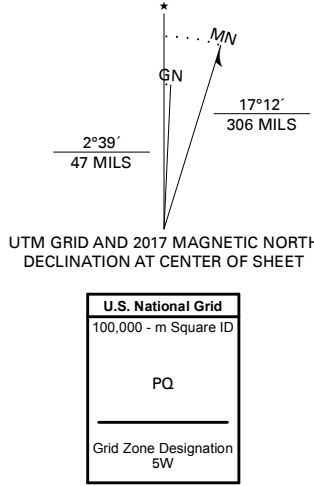 ★
MN
GN
17°12´
306 MILS
2°39´
47 MILS
UTM GRID AND 2017 MAGNETIC NORTH
DECLINATION AT CENTER OF SHEET
U.S. National Grid
100,000 - m Square ID
PQ
Grid Zone Designation
5W